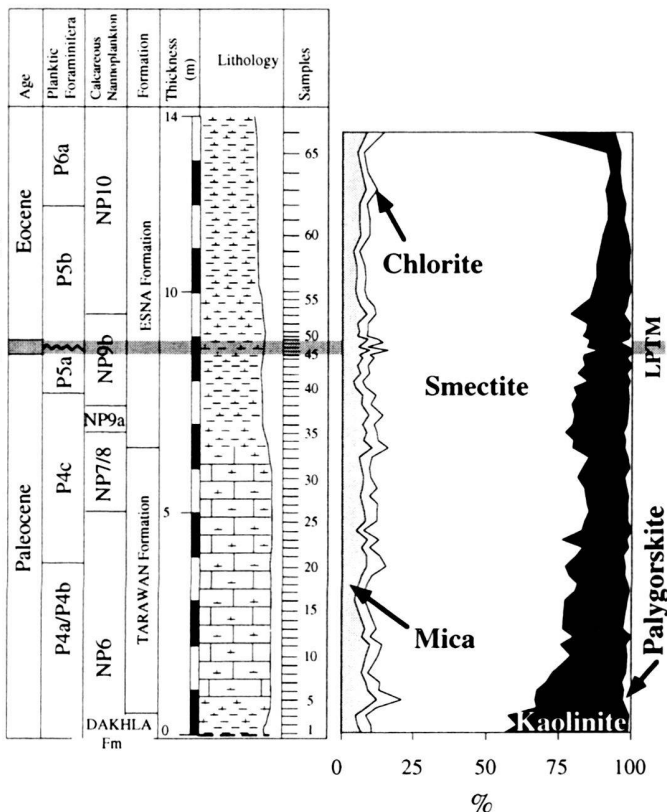 Age
Planktic
Foraminifera
Calcareous
Nannoplankton
Formation
Thickness
(m)
Lithology
Samples
Eocene
Paleocene
P6a
P5b
P5a
P4c
P4a/P4b
NP10
NP9b
NP9a
NP7/8
NP6
ESNA Formation
TARAWAN Formation
DAKHLA
Fm
14
10
5
0
65
60
55
50
45
40
35
30
25
20
15
10
5
1
Chlorite
Smectite
Mica
Kaolinite
Palygorskite
LPTM
0 25 50 75 100
%